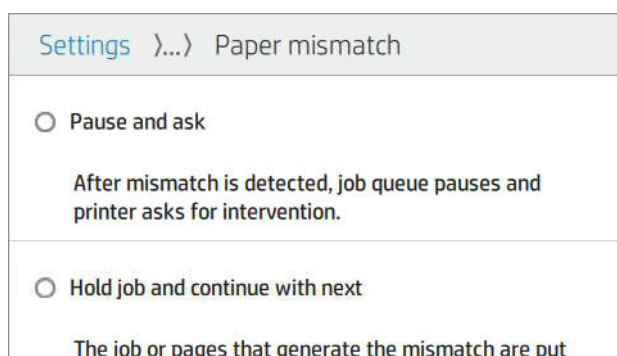 Settings 〉...〉 Paper mismatch
Pause and ask
After mismatch is detected, job queue pauses and
printer asks for intervention.
Hold job and continue with next
The job or pages that generate the mismatch are put